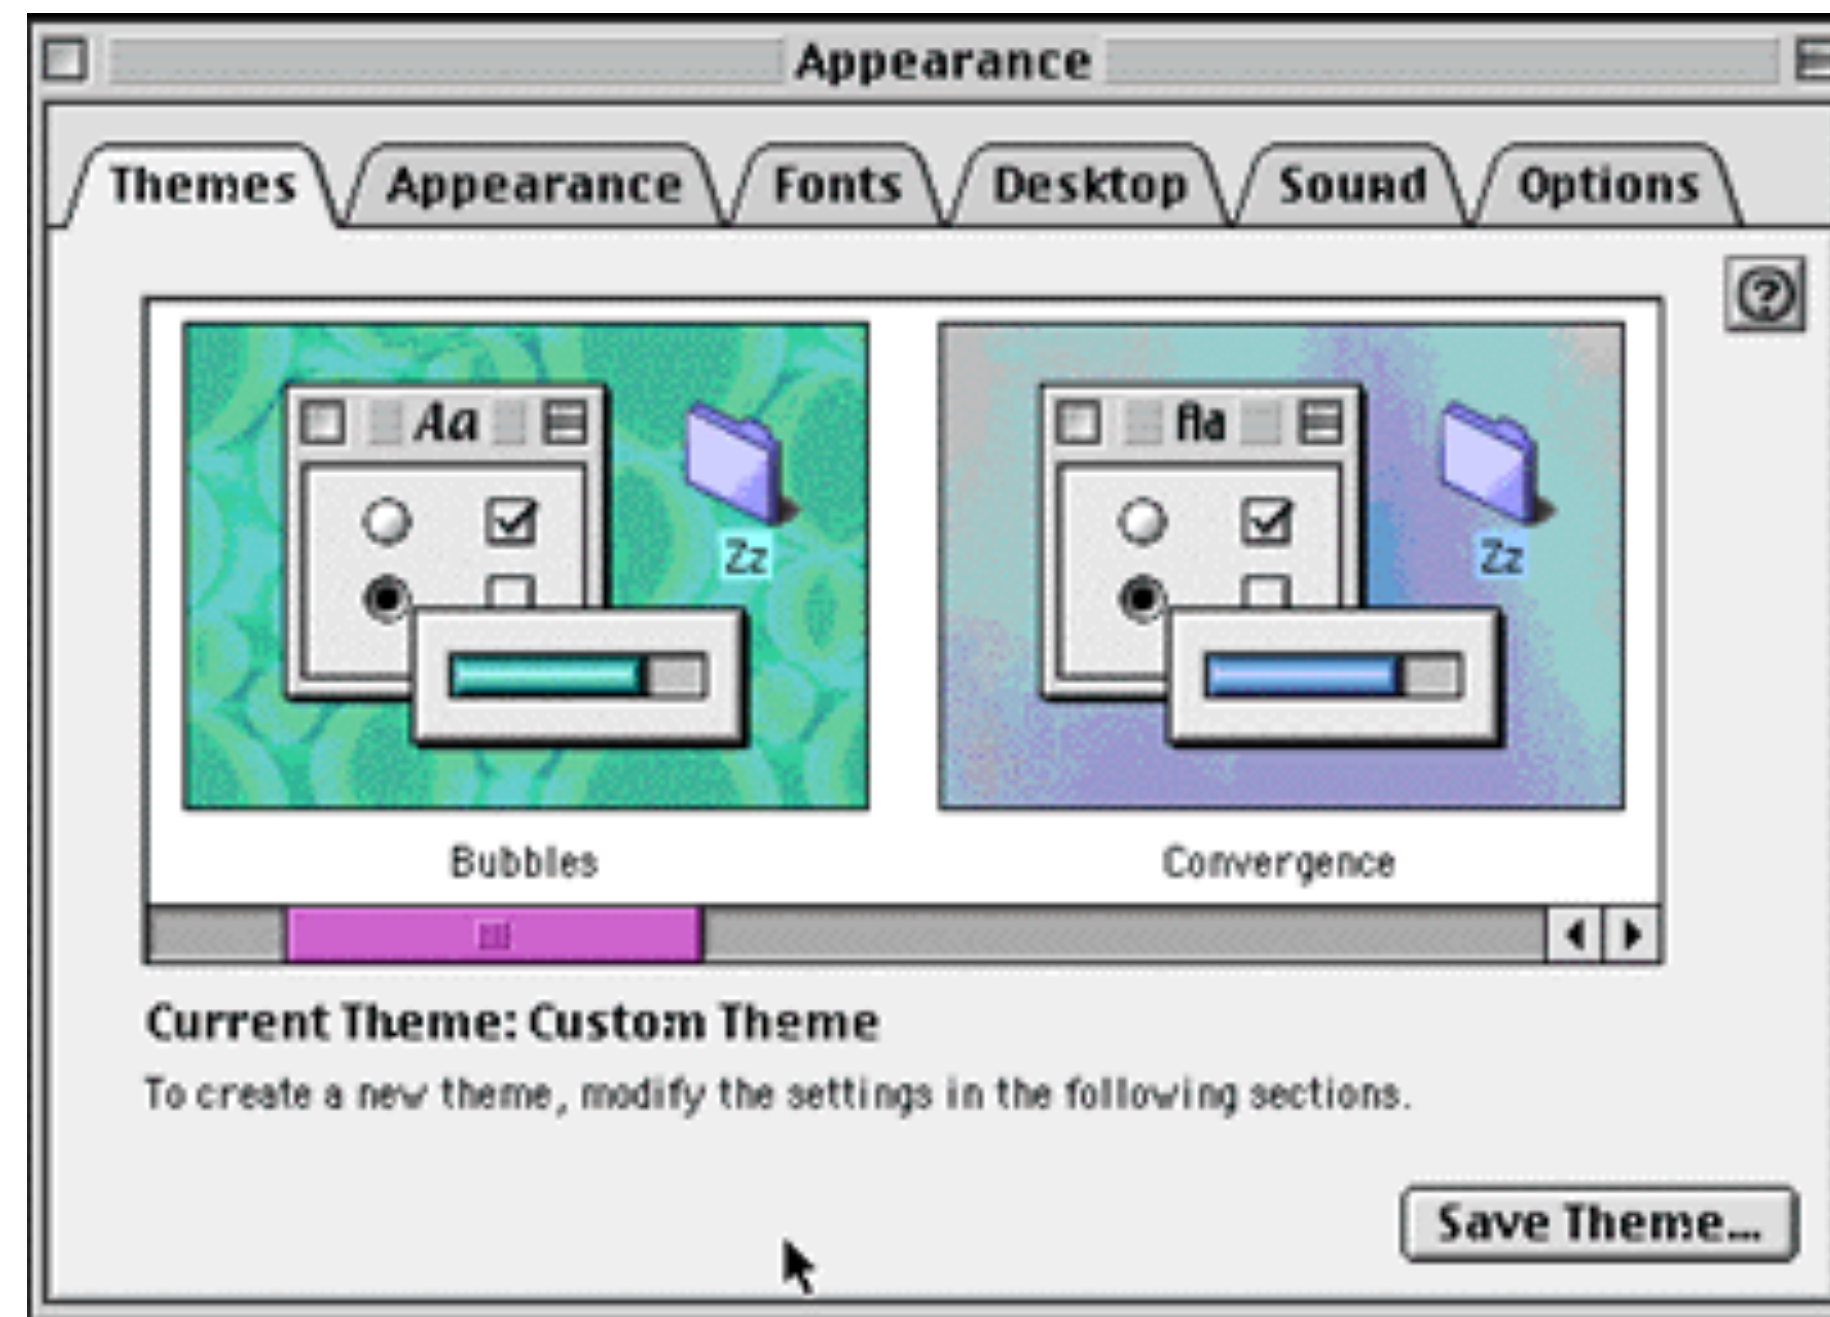 Appearance
Themes Appearance Fonts Desktop Sound Options
?
Aa Aa
Zz Zz
Bubbles Convergence
Current Theme: Custom Theme
To create a new theme, modify the settings in the following sections.
Save Theme...